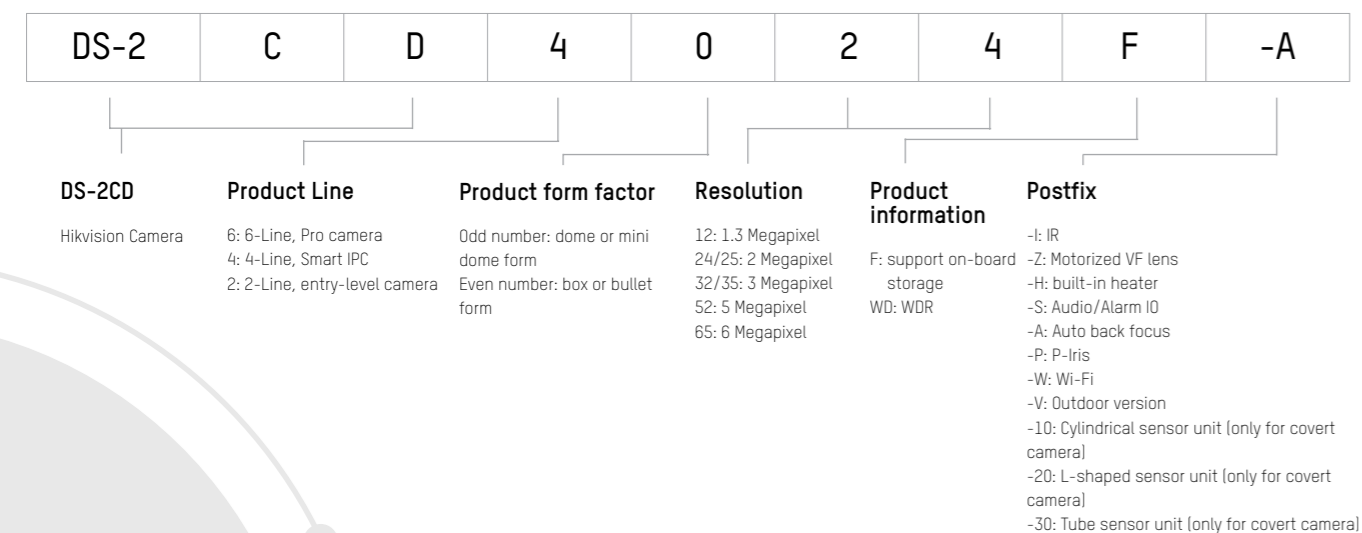 DS-2 C D 4 0 2 4 F -A
DS-2CD
Hikvision Camera
Product Line
6: 6-Line, Pro camera
4: 4-Line, Smart IPC
2: 2-Line, entry-level camera
Product form factor
Odd number: dome or mini
dome form
Even number: box or bullet
form
Resolution
12: 1.3 Megapixel
24/25: 2 Megapixel
32/35: 3 Megapixel
52: 5 Megapixel
65: 6 Megapixel
Product
information
F: support on-board
storage
WD: WDR
Postfix
-I: IR
-Z: Motorized VF lens
-H: built-in heater
-S: Audio/Alarm IO
-A: Auto back focus
-P: P-Iris
-W: Wi-Fi
-V: Outdoor version
-10: Cylindrical sensor unit (only for covert
camera)
-20: L-shaped sensor unit (only for covert
camera)
-30: Tube sensor unit (only for covert camera)